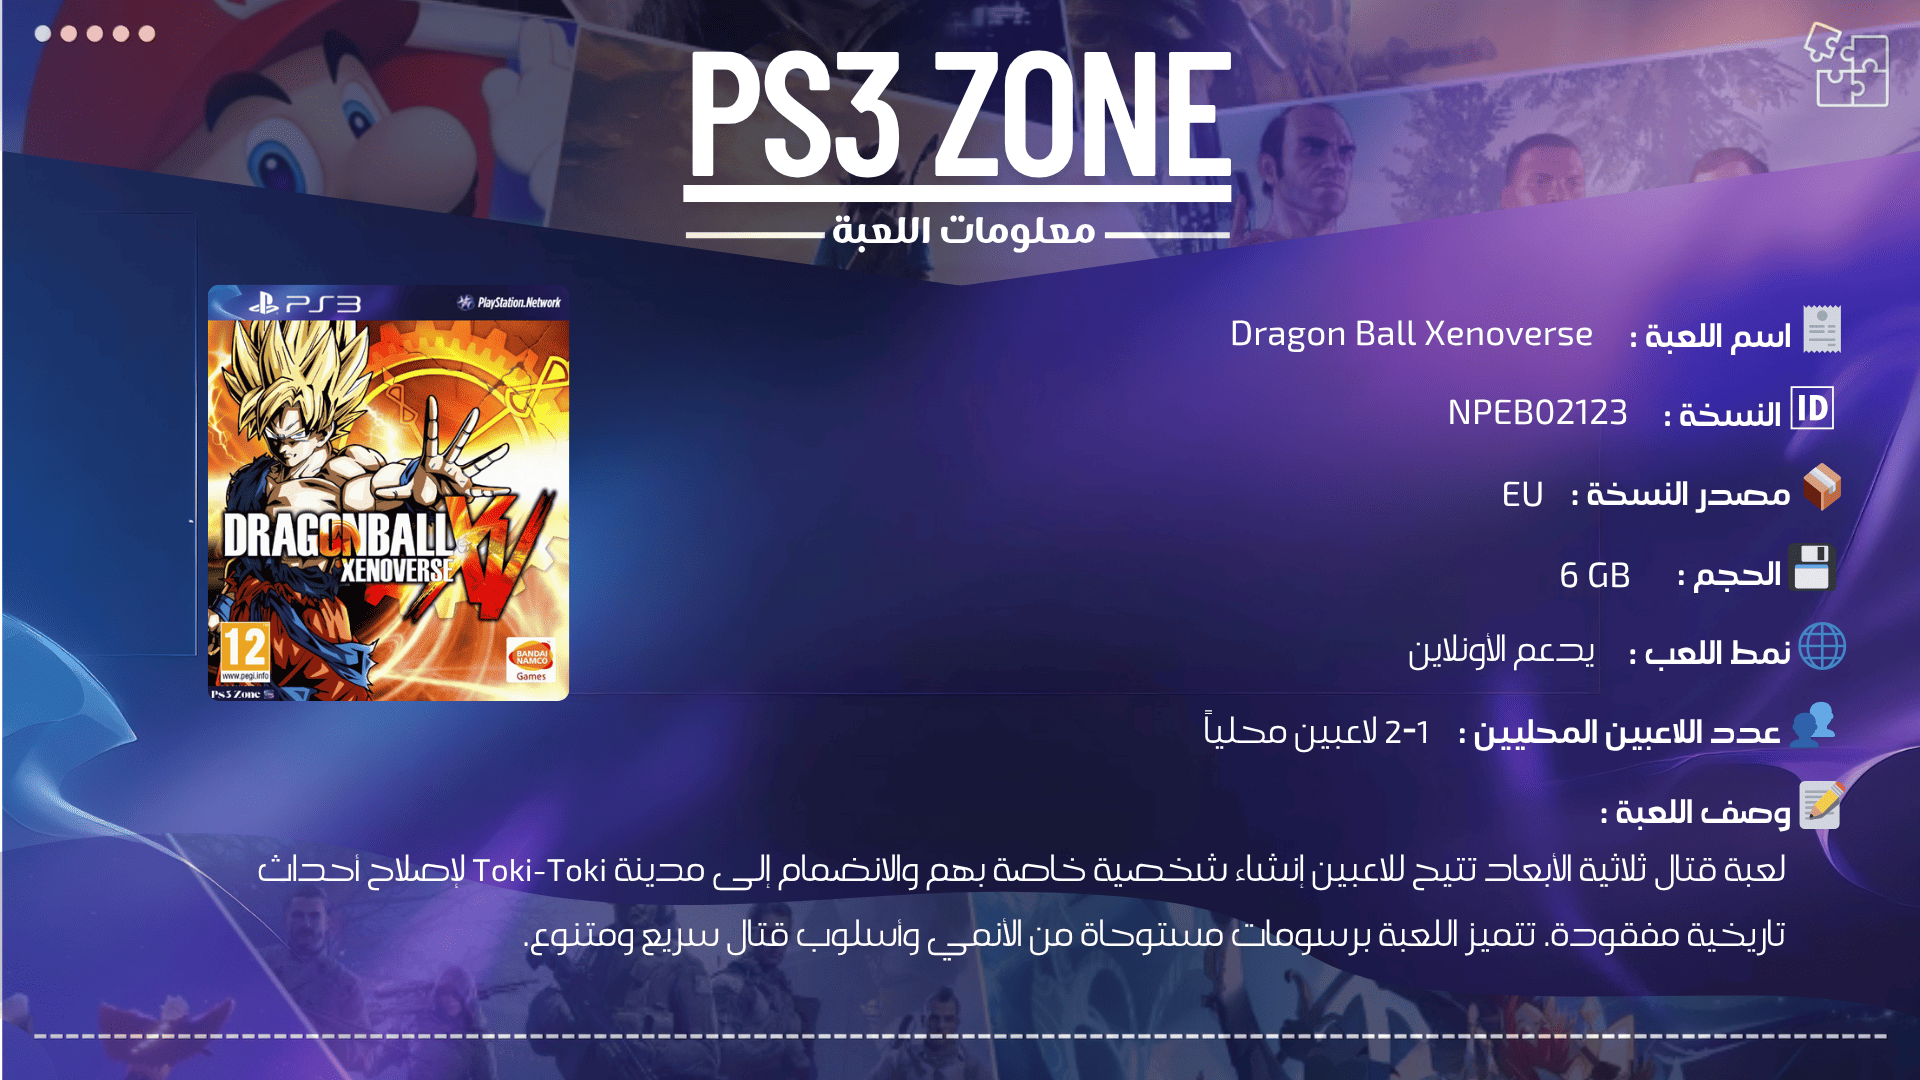 PS3 ZONE
معلومات اللعبة
PS3 PlayStation.Network
DRAGONBALL
XENOVERSE
XV
12
www.pegi.info
BANDAI
NAMCO
Games
Ps3 Zone
اسم اللعبة : Dragon Ball Xenoverse
ID النسخة : NPEB02123
مصدر النسخة : EU
الحجم : 6 GB
نمط اللعب : يدعم الأونلاين
عدد اللاعبين المحليين : 1-2 لاعبين محلياً
وصف اللعبة :
لعبة قتال ثلاثية الأبعاد تتيح للاعبين إنشاء شخصية خاصة بهم والانضمام إلى مدينة Toki-Toki لإصلاح أحداث
تاريخية مفقودة. تتميز اللعبة برسومات مستوحاة من الأنمي وأسلوب قتال سريع ومتنوع.